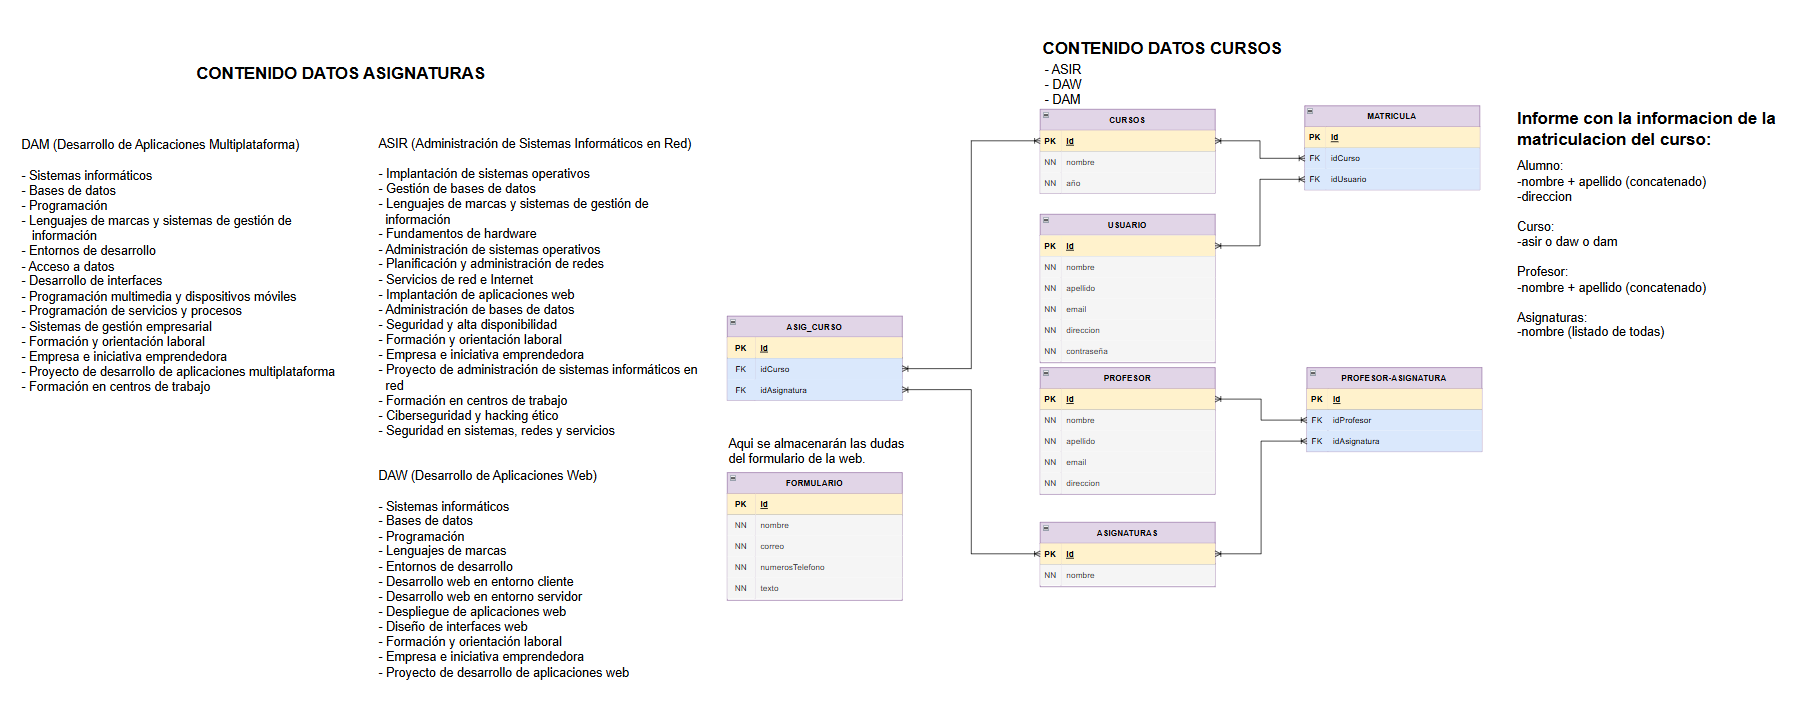 CONTENIDO DATOS ASIGNATURAS
DAM (Desarrollo de Aplicaciones Multiplataforma)
- Sistemas informáticos
- Bases de datos
- Programación
- Lenguajes de marcas y sistemas de gestión de
información
- Entornos de desarrollo
- Acceso a datos
- Desarrollo de interfaces
- Programación multimedia y dispositivos móviles
- Programación de servicios y procesos
- Sistemas de gestión empresarial
- Formación y orientación laboral
- Empresa e iniciativa emprendedora
- Proyecto de desarrollo de aplicaciones multiplataforma
- Formación en centros de trabajo
ASIR (Administración de Sistemas Informáticos en Red)
- Implantación de sistemas operativos
- Gestión de bases de datos
- Lenguajes de marcas y sistemas de gestión de
información
- Fundamentos de hardware
- Administración de sistemas operativos
- Planificación y administración de redes
- Servicios de red e Internet
- Implantación de aplicaciones web
- Administración de bases de datos
- Seguridad y alta disponibilidad
- Formación y orientación laboral
- Empresa e iniciativa emprendedora
- Proyecto de administración de sistemas informáticos en
red
- Formación en centros de trabajo
- Ciberseguridad y hacking ético
- Seguridad en sistemas, redes y servicios
DAW (Desarrollo de Aplicaciones Web)
- Sistemas informáticos
- Bases de datos
- Programación
- Lenguajes de marcas
- Entornos de desarrollo
- Desarrollo web en entorno cliente
- Desarrollo web en entorno servidor
- Despliegue de aplicaciones web
- Diseño de interfaces web
- Formación y orientación laboral
- Empresa e iniciativa emprendedora
- Proyecto de desarrollo de aplicaciones web
ASIG_CURSO
PK Id
FK idCurso
FK idAsignatura
Aqui se almacenarán las dudas
del formulario de la web.
FORMULARIO
PK Id
NN nombre
NN correo
NN numerosTelefono
NN texto
CONTENIDO DATOS CURSOS
- ASIR
- DAW
- DAM
CURSOS
PK Id
NN nombre
NN año
USUARIO
PK Id
NN nombre
NN apellido
NN email
NN direccion
NN contraseña
PROFESOR
PK Id
NN nombre
NN apellido
NN email
NN direccion
ASIGNATURAS
PK Id
NN nombre
MATRICULA
PK Id
FK idCurso
FK idUsuario
PROFESOR-ASIGNATURA
PK Id
FK idProfesor
FK idAsignatura
Informe con la informacion de la
matriculacion del curso:
Alumno:
-nombre + apellido (concatenado)
-direccion
Curso:
-asir o daw o dam
Profesor:
-nombre + apellido (concatenado)
Asignaturas:
-nombre (listado de todas)